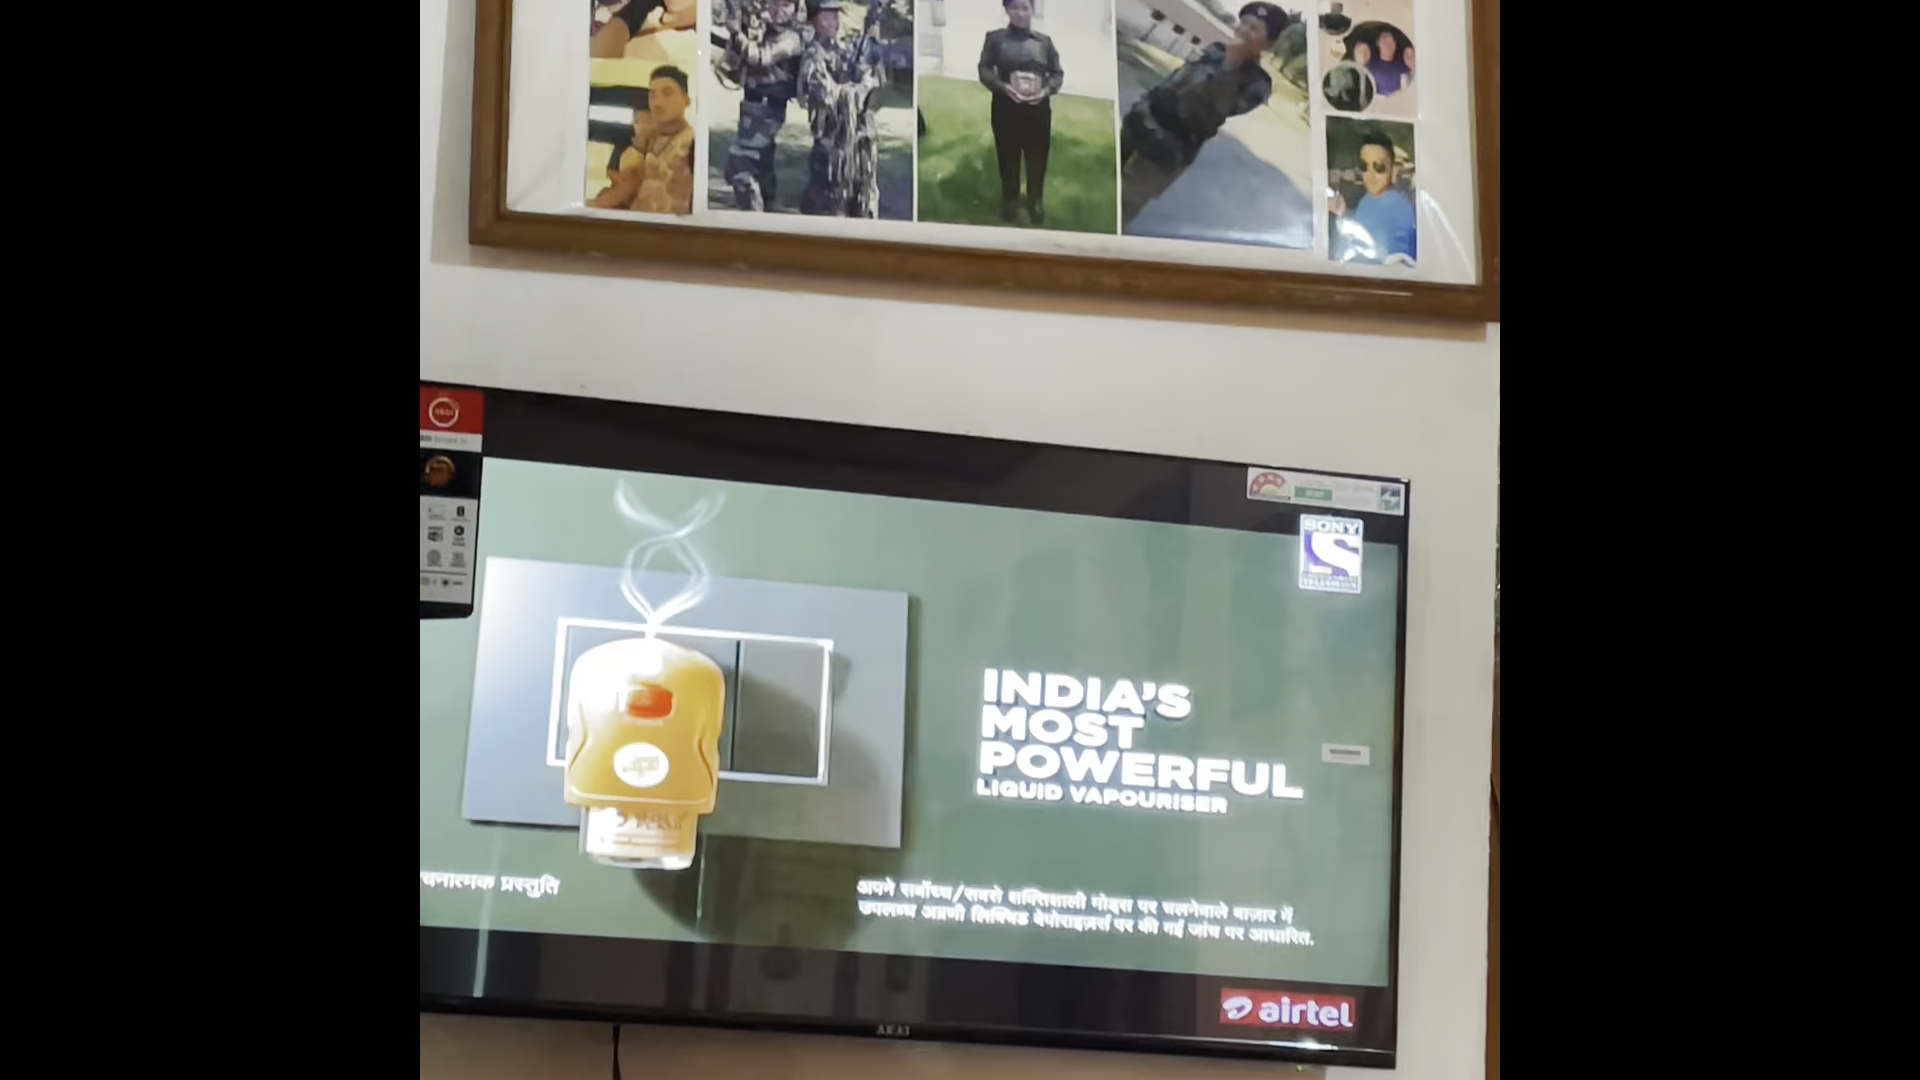 SONY
INDIA'S
MOST
POWERFUL
LIQUID VAPOURISER
चनात्मक प्रस्तुति
अपने सर्वोच्च/सबसे शक्तिशाली मोड्स पर चलनेवाले बाज़ार में
उपलब्ध अग्रणी लिक्विड वेपोराइज़र्स पर की गई जांच पर आधारित.
airtel
AKAI